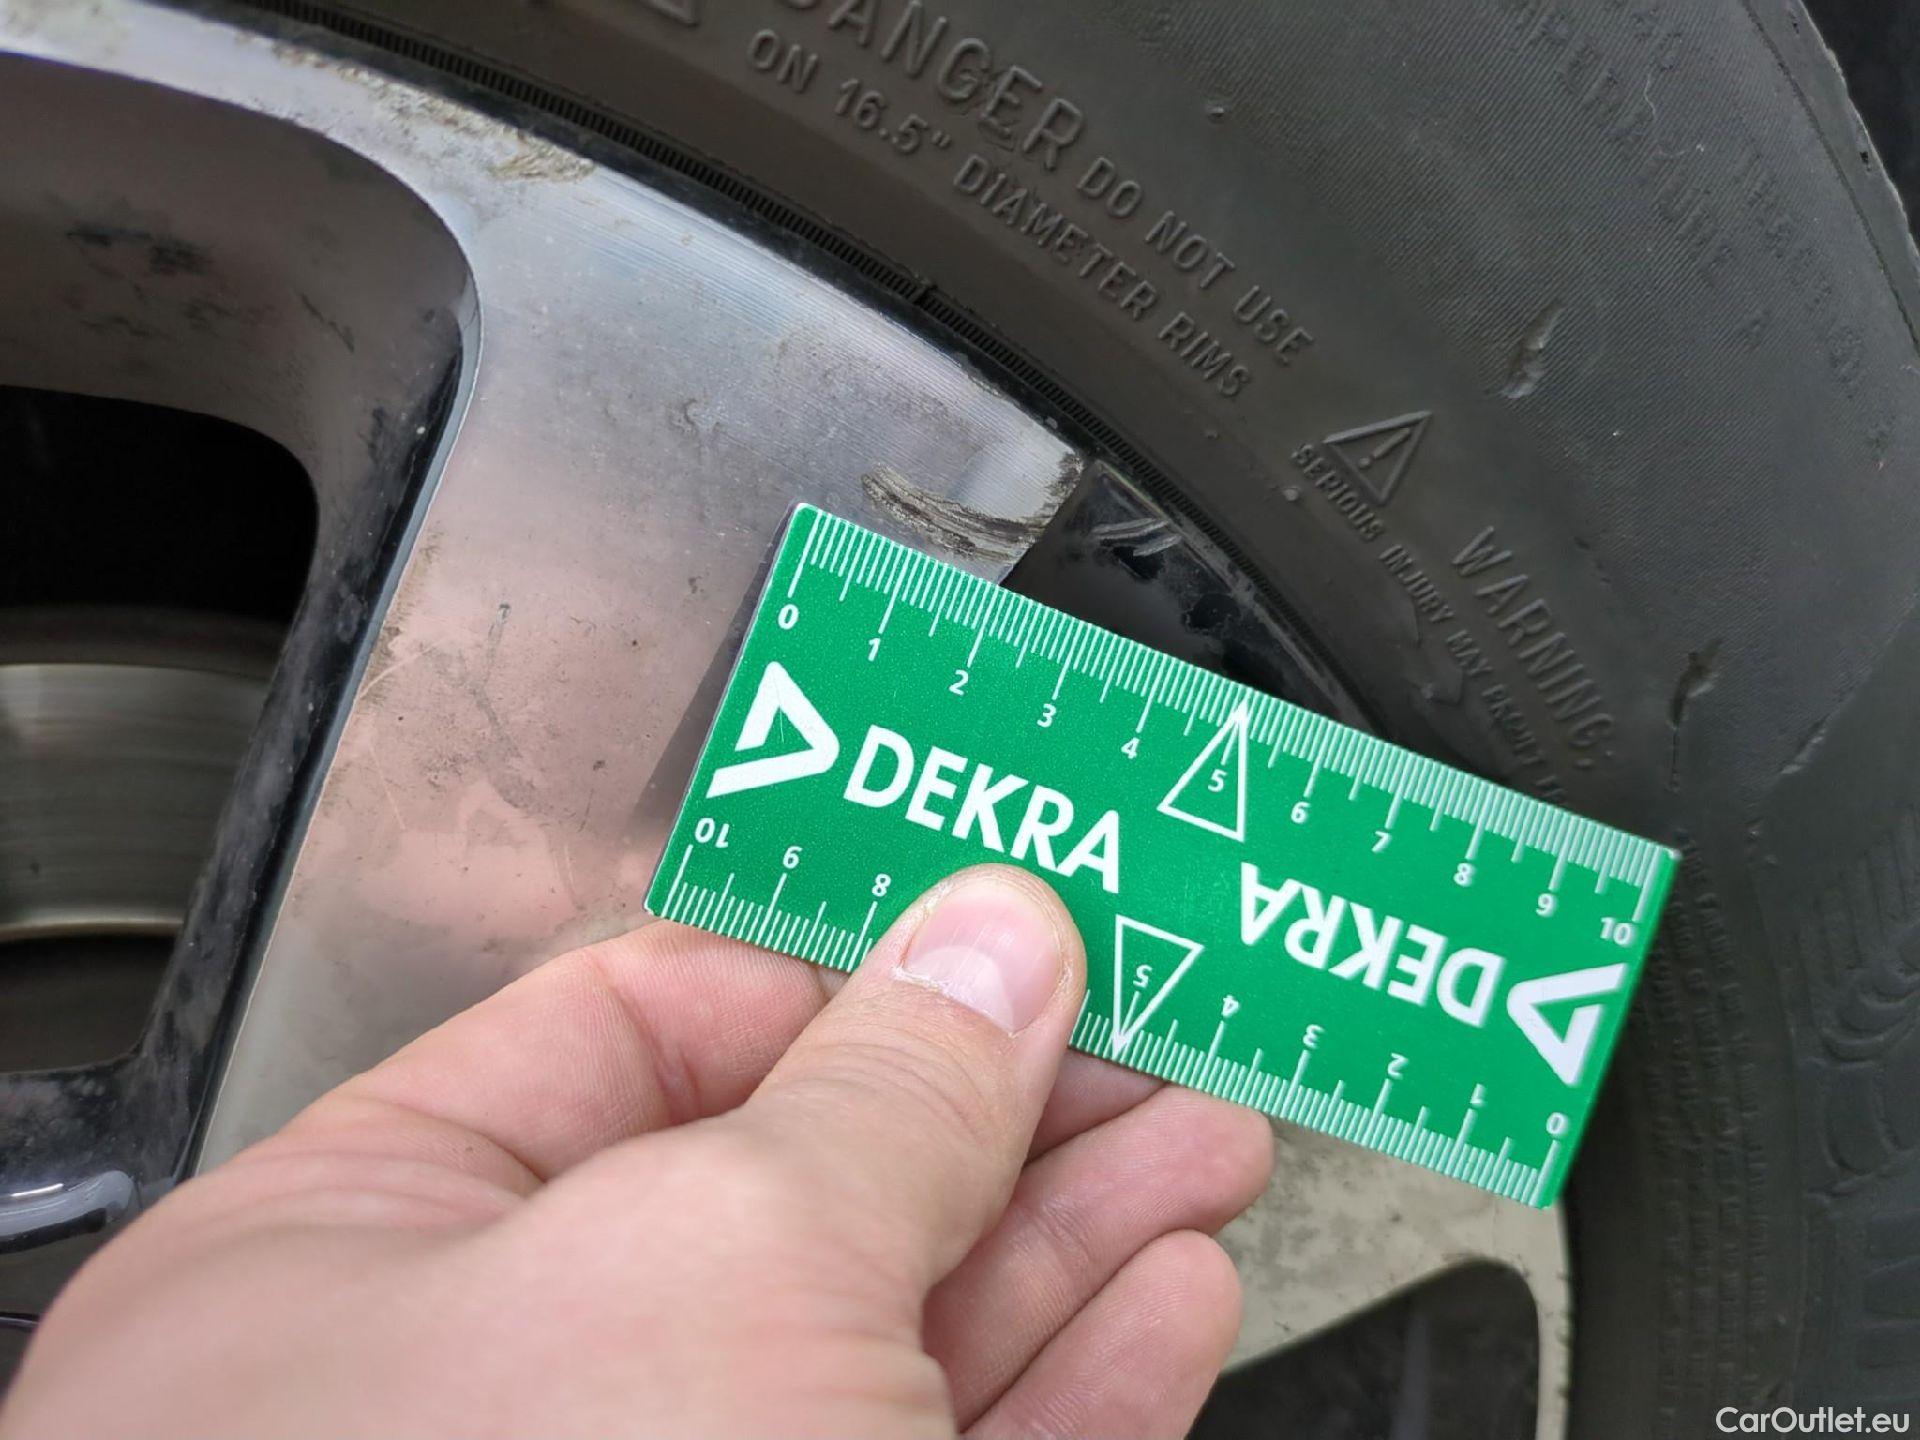 DANGER DO NOT USE
ON 16.5" DIAMETER RIMS
WARNING:
SERIOUS INJURY MAY RESULT
0 1 2 3 4 5 6 7 8 9 10
DEKRA
DEKRA
10 9 8 5 4 3 2 1 0
CarOutlet.eu